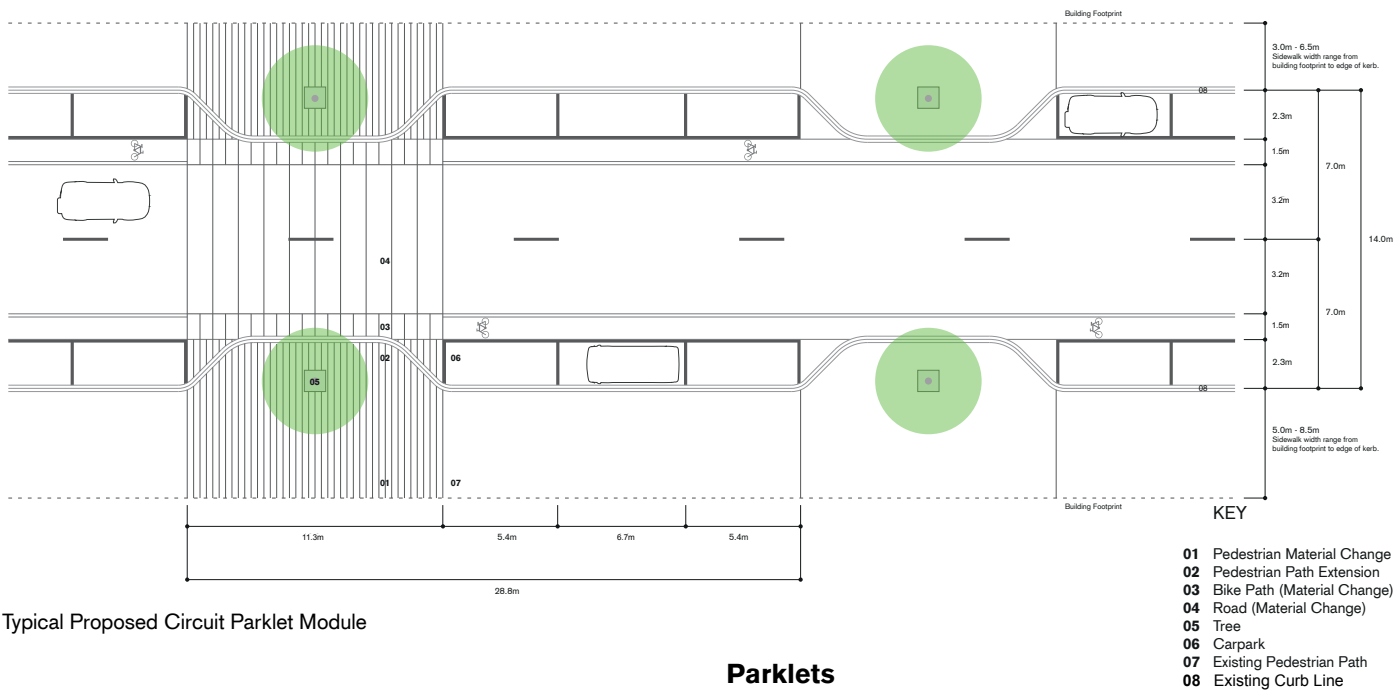 Building Footprint
3.0m - 6.5m
Sidewalk width range from
building footprint to edge of kerb.
08
2.3m
1.5m
7.0m
3.2m
14.0m
04
3.2m
03
1.5m
7.0m
02
06
2.3m
05
08
5.0m - 8.5m
Sidewalk width range from
building footprint to edge of kerb.
01
07
Building Footprint
11.3m
5.4m
6.7m
5.4m
28.8m
KEY
01 Pedestrian Material Change
02 Pedestrian Path Extension
03 Bike Path (Material Change)
04 Road (Material Change)
05 Tree
06 Carpark
07 Existing Pedestrian Path
08 Existing Curb Line
Typical Proposed Circuit Parklet Module
Parklets